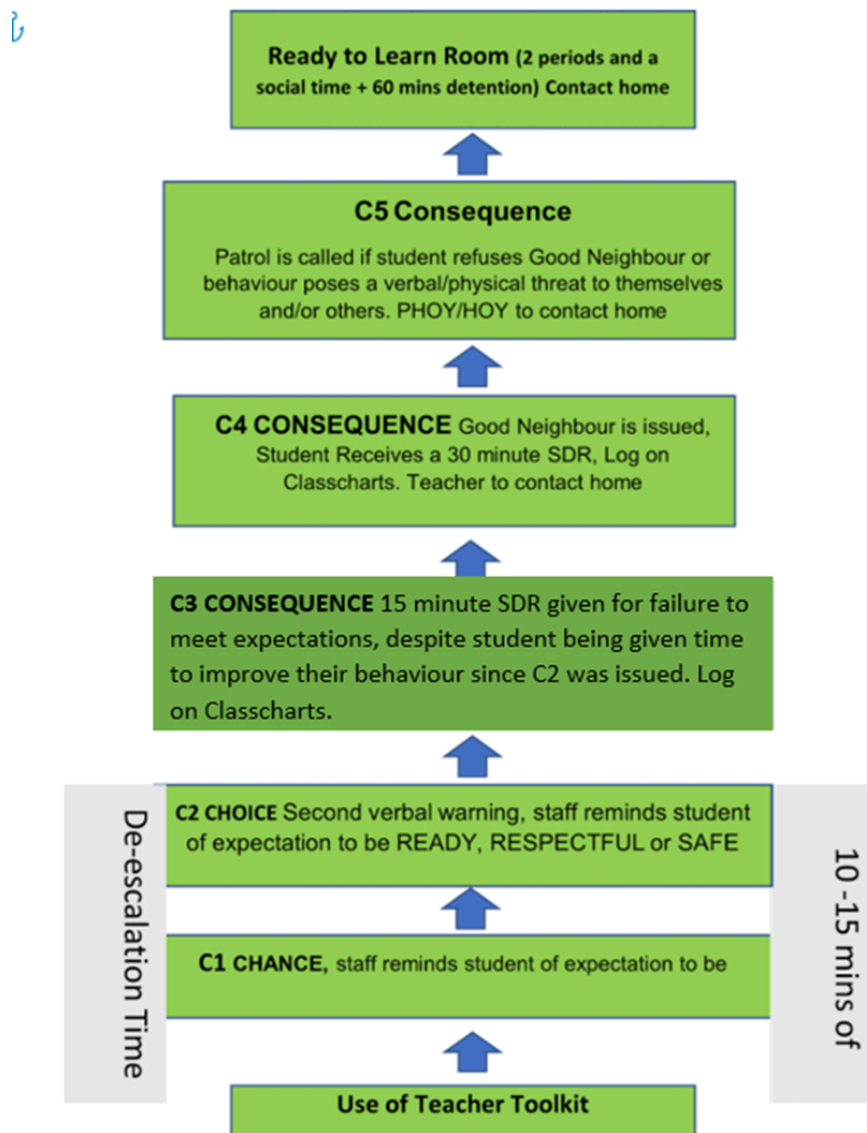 Ready to Learn Room (2 periods and a
social time + 60 mins detention) Contact home
C5 Consequence
Patrol is called if student refuses Good Neighbour or
behaviour poses a verbal/physical threat to themselves
and/or others. PHOY/HOY to contact home
C4 CONSEQUENCE Good Neighbour is issued,
Student Receives a 30 minute SDR, Log on
Classcharts. Teacher to contact home
C3 CONSEQUENCE 15 minute SDR given for failure to
meet expectations, despite student being given time
to improve their behaviour since C2 was issued. Log
on Classcharts.
De-escalation Time
C2 CHOICE Second verbal warning, staff reminds student
of expectation to be READY, RESPECTFUL or SAFE
10 -15 mins of
C1 CHANCE, staff reminds student of expectation to be
Use of Teacher Toolkit